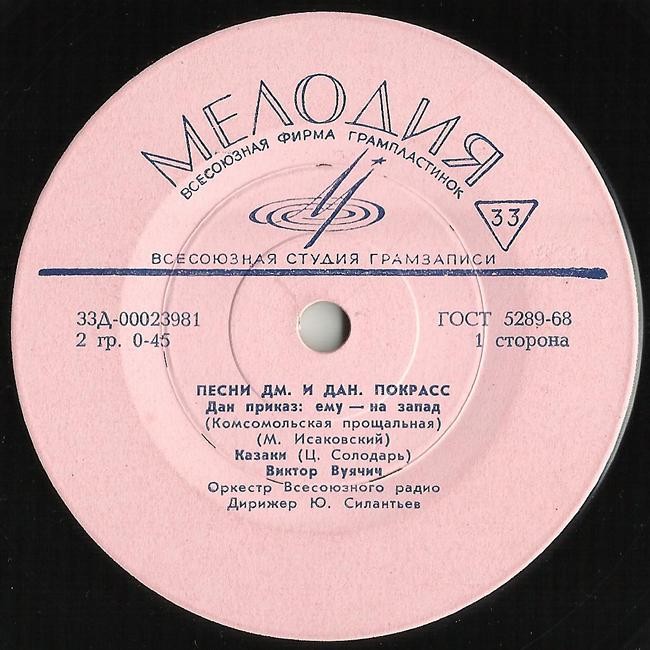 МЕЛОДИЯ
ВСЕСОЮЗНАЯ ФИРМА ГРАМПЛАСТИНОК
33
ВСЕСОЮЗНАЯ СТУДИЯ ГРАМЗАПИСИ
33Д-00023981
ГОСТ 5289-68
2 гр. 0-45
1 сторона
ПЕСНИ ДМ. И ДАН. ПОКРАСС
Дан приказ: ему — на запад
(Комсомольская прощальная)
(М. Исаковский)
Казаки (Ц. Солодарь)
Виктор Вуячич
Оркестр Всесоюзного радио
Дирижер Ю. Силантьев